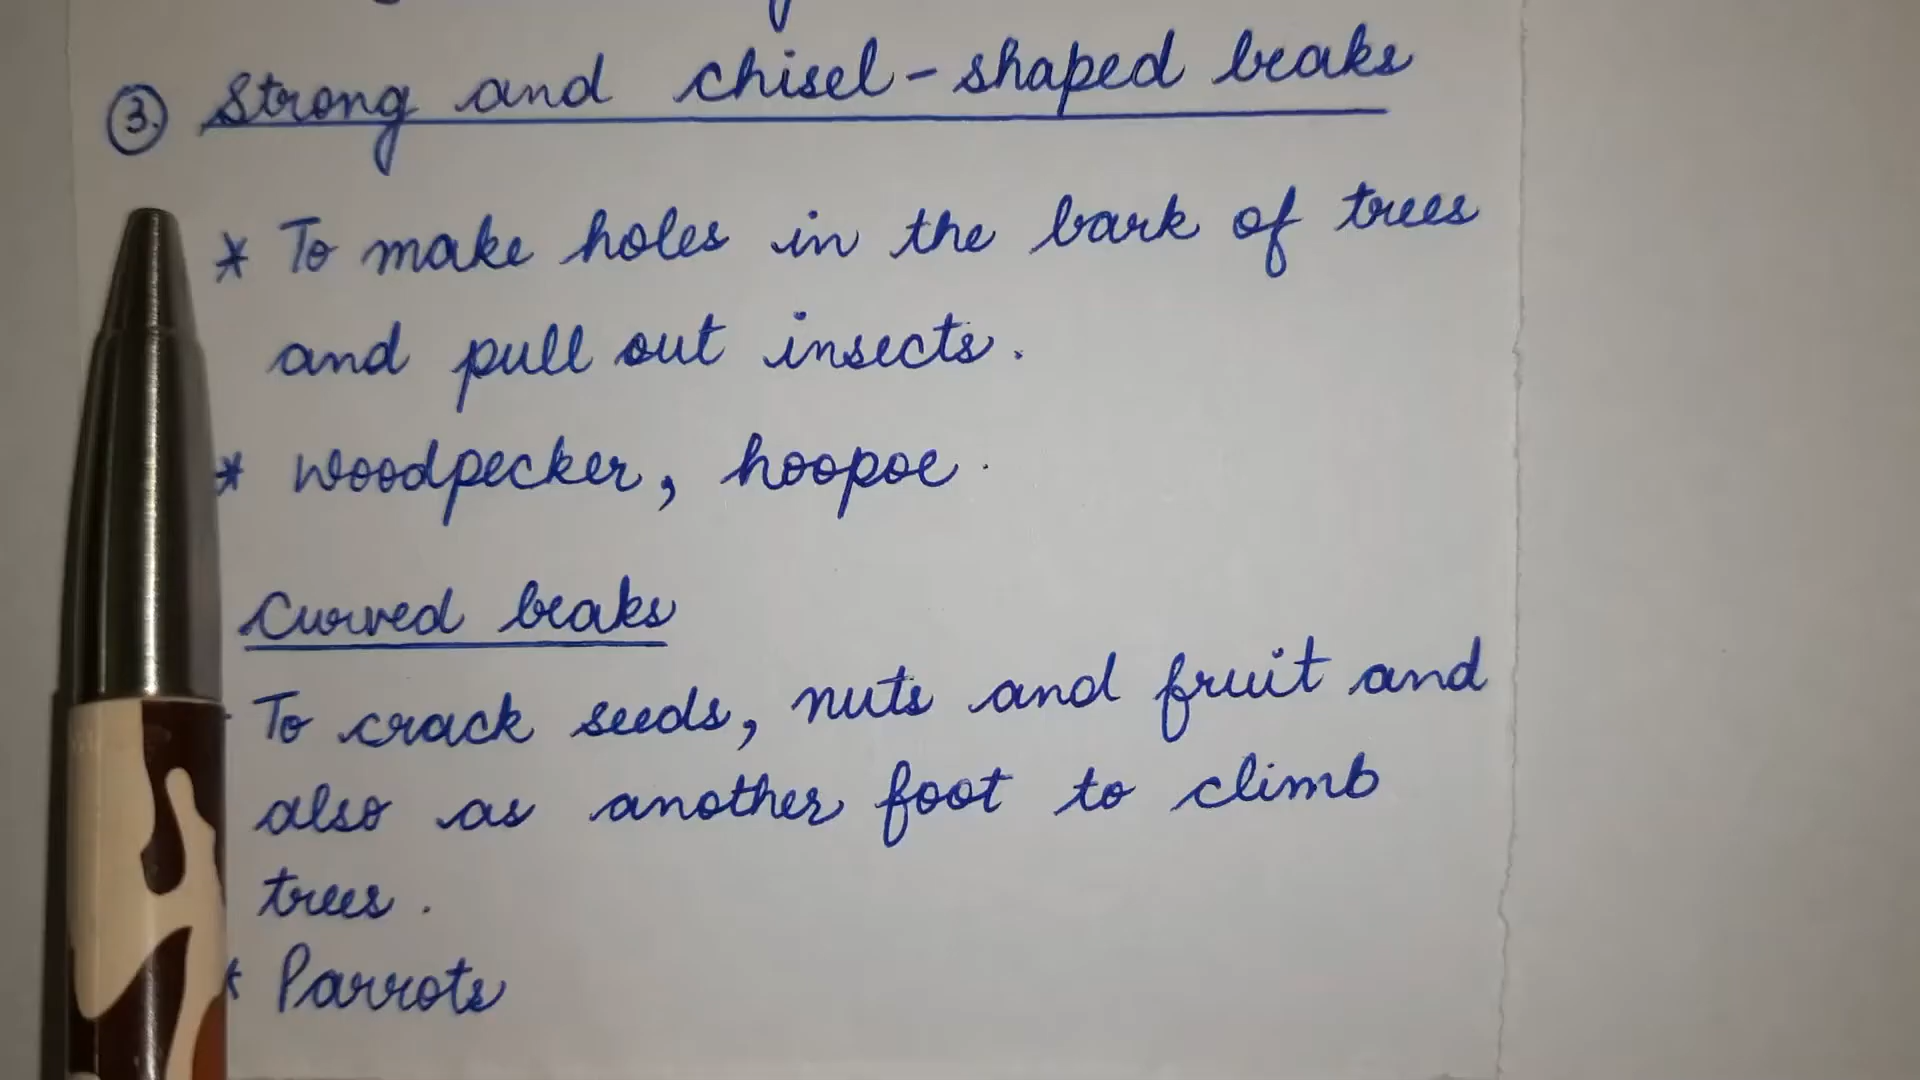 3. Strong and chisel-shaped beaks
* To make holes in the bark of trees
and pull out insects.
* woodpecker, hoopoe.
Curved beaks
To crack seeds, nuts and fruit and
also as another foot to climb
trees.
* Parrots